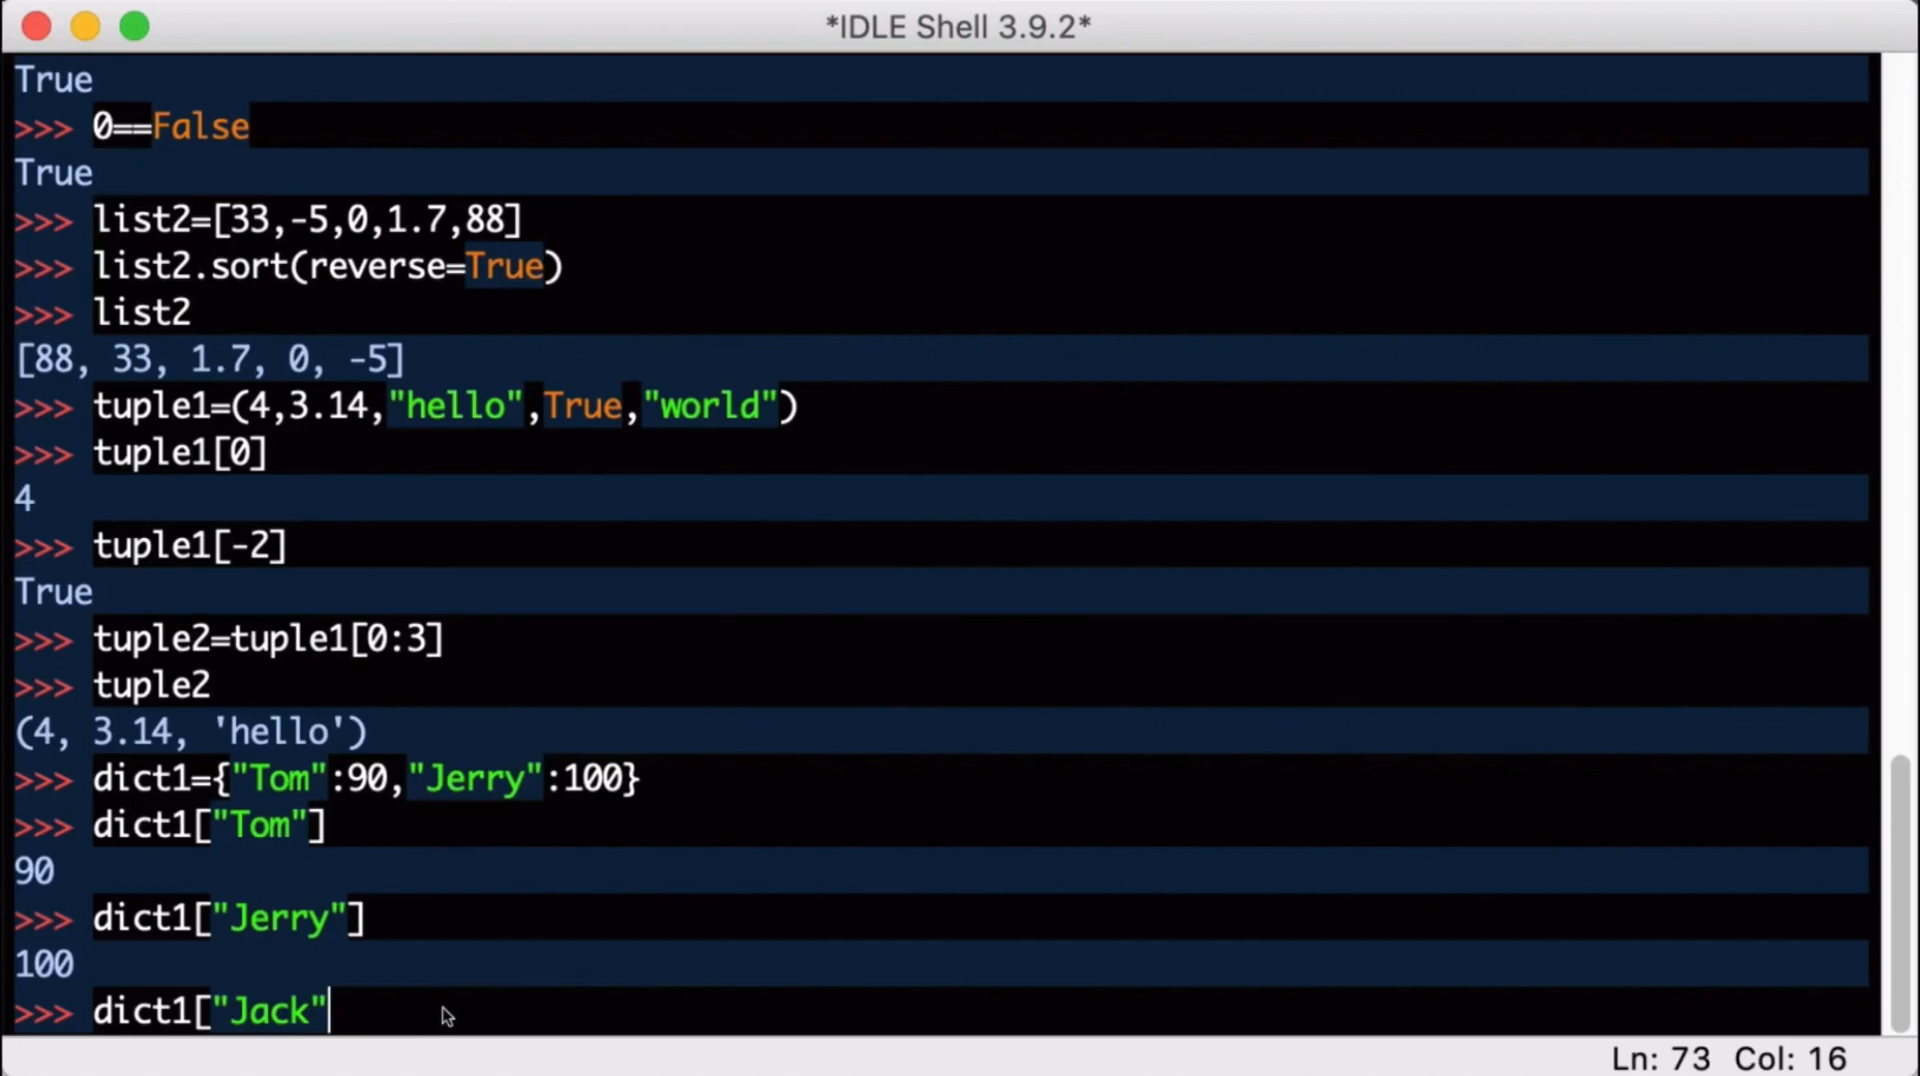 *IDLE Shell 3.9.2*
True
>>> 0==False
True
>>> list2=[33,-5,0,1.7,88]
>>> list2.sort(reverse=True)
>>> list2
[88, 33, 1.7, 0, -5]
>>> tuple1=(4,3.14,"hello",True,"world")
>>> tuple1[0]
4
>>> tuple1[-2]
True
>>> tuple2=tuple1[0:3]
>>> tuple2
(4, 3.14, 'hello')
>>> dict1={"Tom":90,"Jerry":100}
>>> dict1["Tom"]
90
>>> dict1["Jerry"]
100
>>> dict1["Jack"
Ln: 73 Col: 16